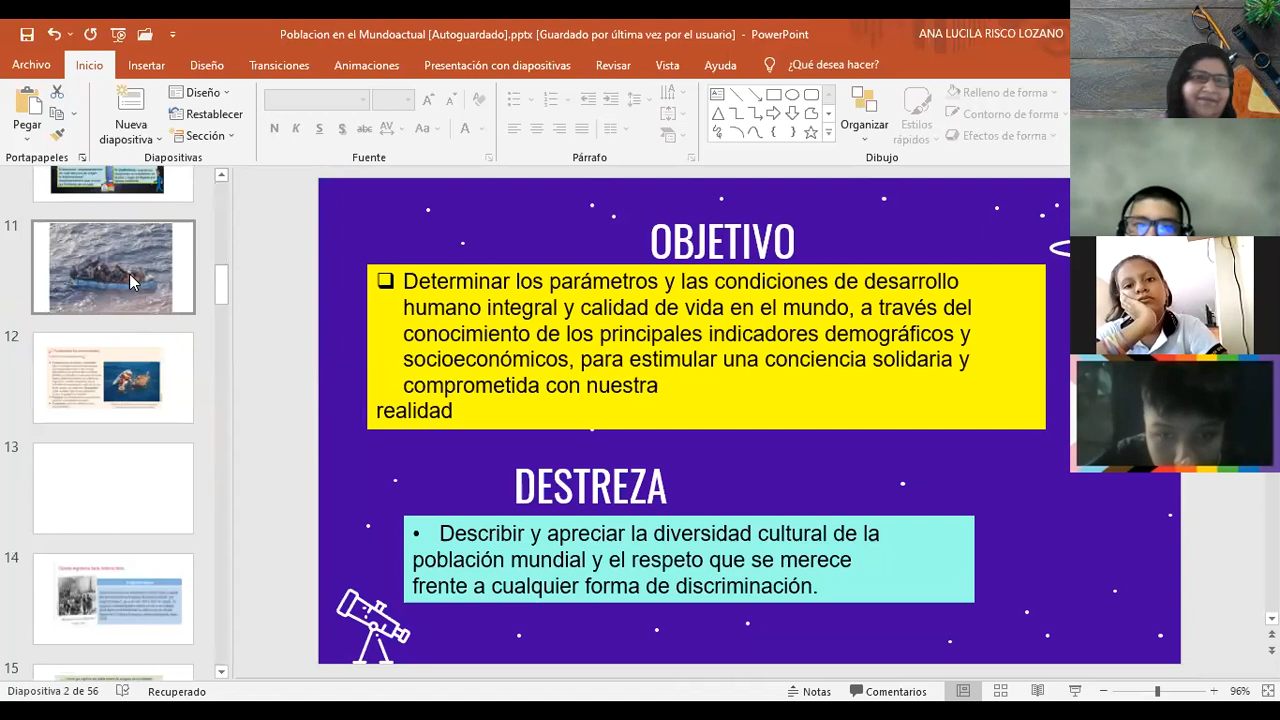 Poblacion en el Mundoactual [Autoguardado].pptx [Guardado por última vez por el usuario] - PowerPoint
ANA LUCILA RISCO LOZANO
Archivo Inicio Insertar Diseño Transiciones Animaciones Presentación con diapositivas Revisar Vista Ayuda ¿Qué desea hacer?
Pegar
Nueva diapositiva
Diseño
Restablecer
Sección
N K S S abc AV Aa A
Organizar
Estilos rápidos
Relleno de forma
Contorno de forma
Efectos de forma
Portapapeles Diapositivas Fuente Párrafo Dibujo
11
12
13
14
15
OBJETIVO
Determinar los parámetros y las condiciones de desarrollo
humano integral y calidad de vida en el mundo, a través del
conocimiento de los principales indicadores demográficos y
socioeconómicos, para estimular una conciencia solidaria y
comprometida con nuestra
realidad
DESTREZA
• Describir y apreciar la diversidad cultural de la
población mundial y el respeto que se merece
frente a cualquier forma de discriminación.
Diapositiva 2 de 56 Recuperado Notas Comentarios 96%